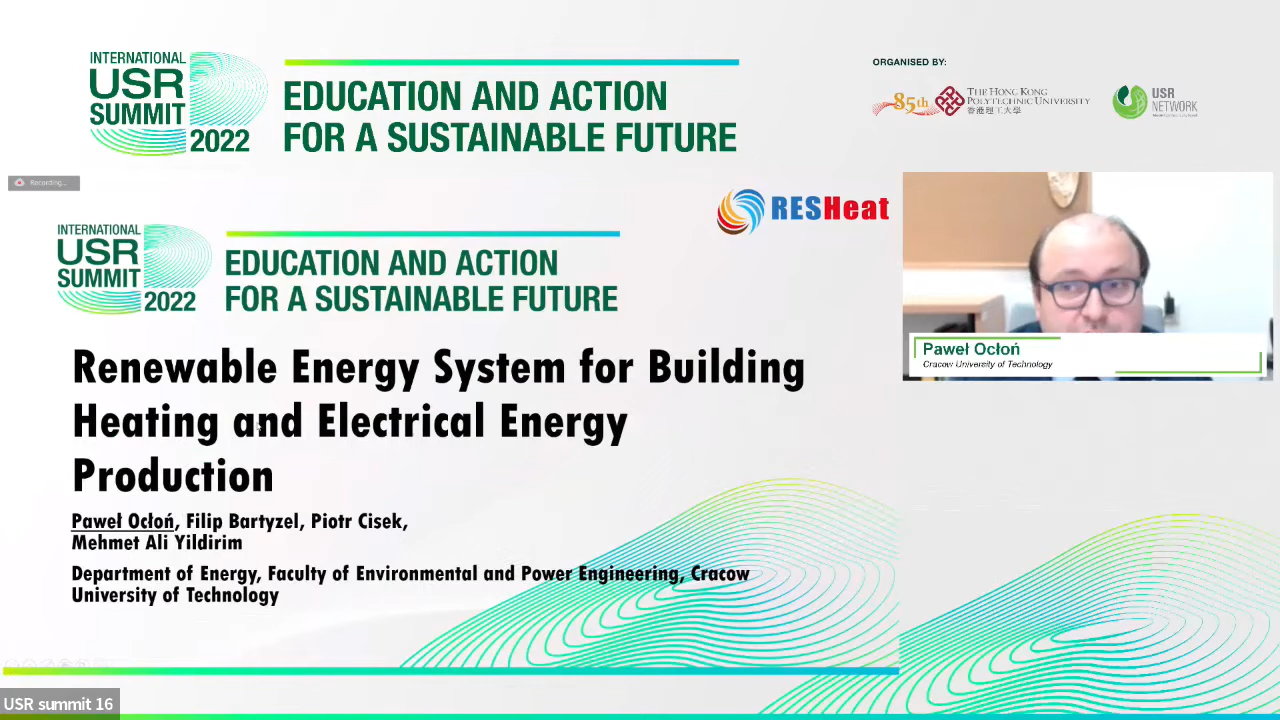 INTERNATIONAL
USR
SUMMIT
2022
EDUCATION AND ACTION
FOR A SUSTAINABLE FUTURE
ORGANISED BY:
85th
THE HONG KONG
POLYTECHNIC UNIVERSITY
香港理工大學
USR
NETWORK
Recording...
RESHeat
INTERNATIONAL
USR
SUMMIT
2022
EDUCATION AND ACTION
FOR A SUSTAINABLE FUTURE
Paweł Ocłoń
Cracow University of Technology
Renewable Energy System for Building
Heating and Electrical Energy
Production
Paweł Ocłoń, Filip Bartyzel, Piotr Cisek,
Mehmet Ali Yildirim
Department of Energy, Faculty of Environmental and Power Engineering, Cracow
University of Technology
USR summit 16